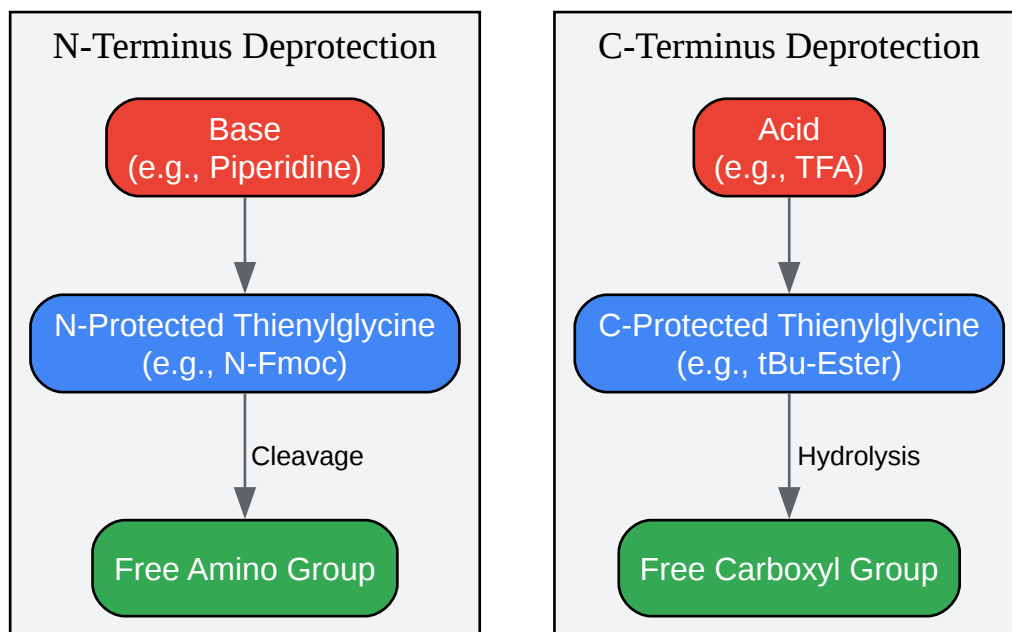 N-Terminus Deprotection
Base
(e.g., Piperidine)
N-Protected Thienylglycine
(e.g., N-Fmoc)
Cleavage
Free Amino Group
C-Terminus Deprotection
Acid
(e.g., TFA)
C-Protected Thienylglycine
(e.g., tBu-Ester)
Hydrolysis
Free Carboxyl Group